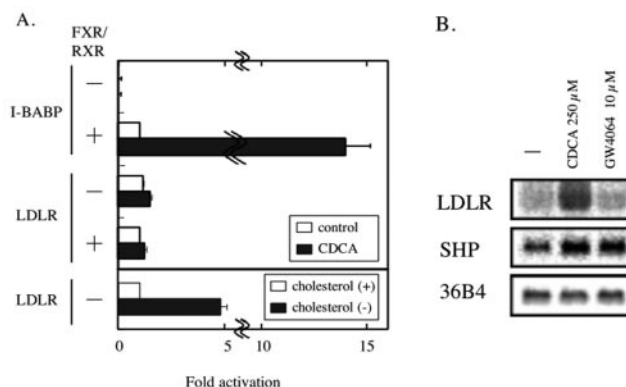 A.
FXR/
RXR
I-BABP
−
+
LDLR
−
+
control
CDCA
LDLR
−
cholesterol (+)
cholesterol (-)
0
5
10
15
Fold activation
B.
—
CDCA 250 µM
GW4064 10 µM
LDLR
SHP
36B4